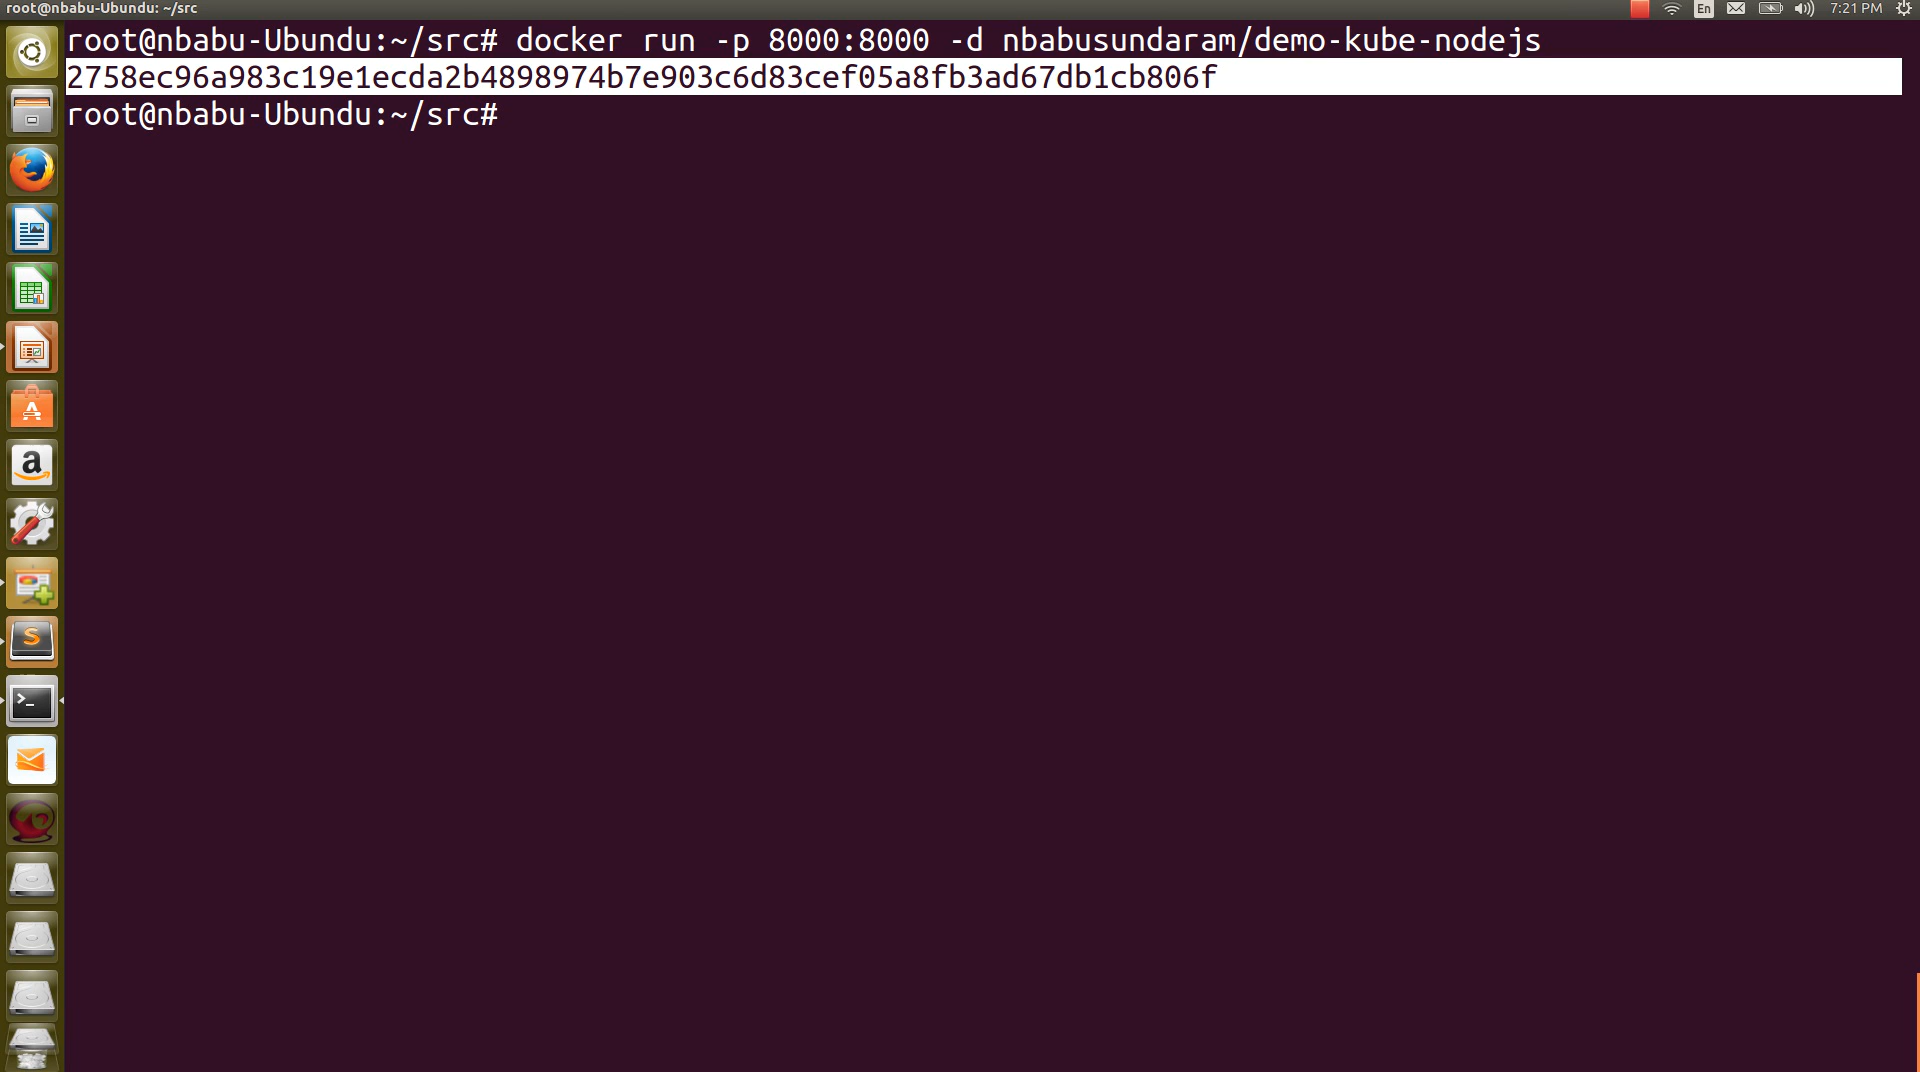 root@nbabu-Ubundu: ~/src
En
7:21 PM
root@nbabu-Ubundu:~/src# docker run -p 8000:8000 -d nbabusundaram/demo-kube-nodejs
2758ec96a983c19e1ecda2b4898974b7e903c6d83cef05a8fb3ad67db1cb806f
root@nbabu-Ubundu:~/src#